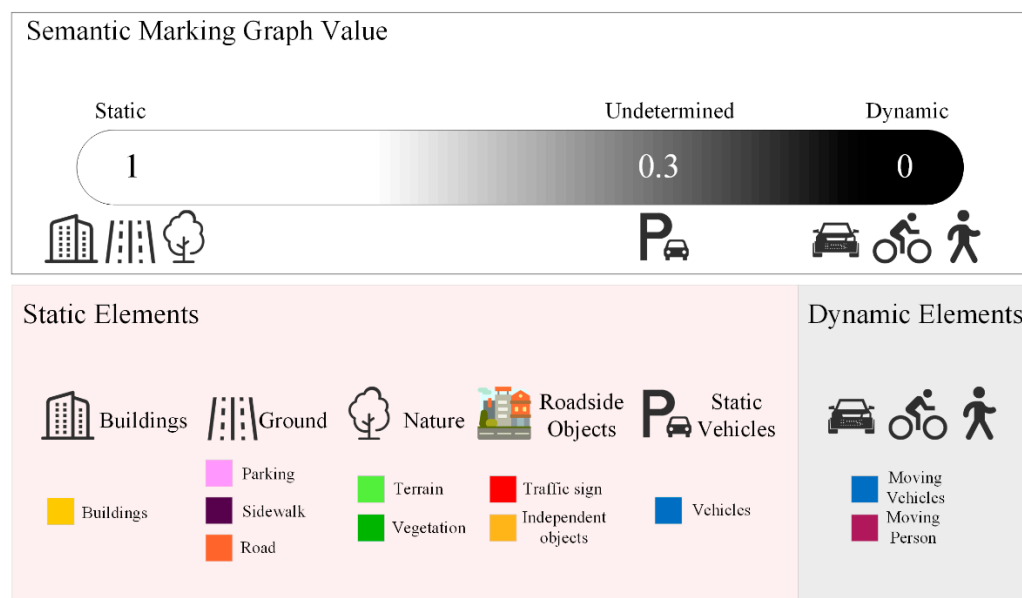 Semantic Marking Graph Value
Static Undetermined Dynamic
1 0.3 0
P
Static Elements Dynamic Elements
Buildings Ground Nature Roadside Objects P Static Vehicles
Parking
Sidewalk
Road
Buildings
Terrain
Vegetation
Traffic sign
Independent
objects
Vehicles
Moving
Vehicles
Moving
Person